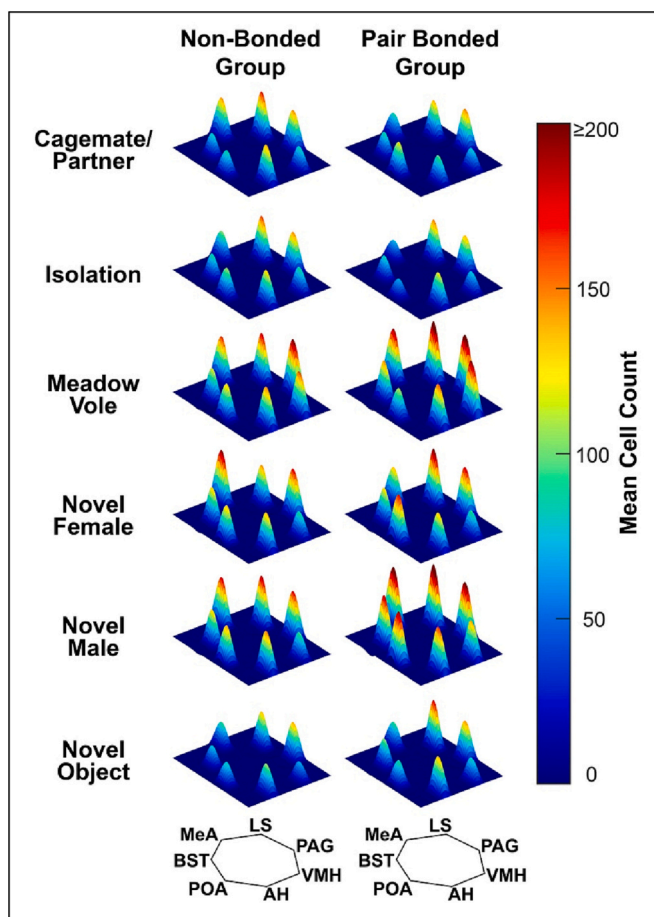 Non-Bonded
Group
Pair Bonded
Group
Cagemate/
Partner
Isolation
Meadow
Vole
Novel
Female
Novel
Male
Novel
Object
≥200
150
100
50
0
Mean Cell Count
LS
MeA
PAG
BST
VMH
POA
AH
LS
MeA
PAG
BST
VMH
POA
AH